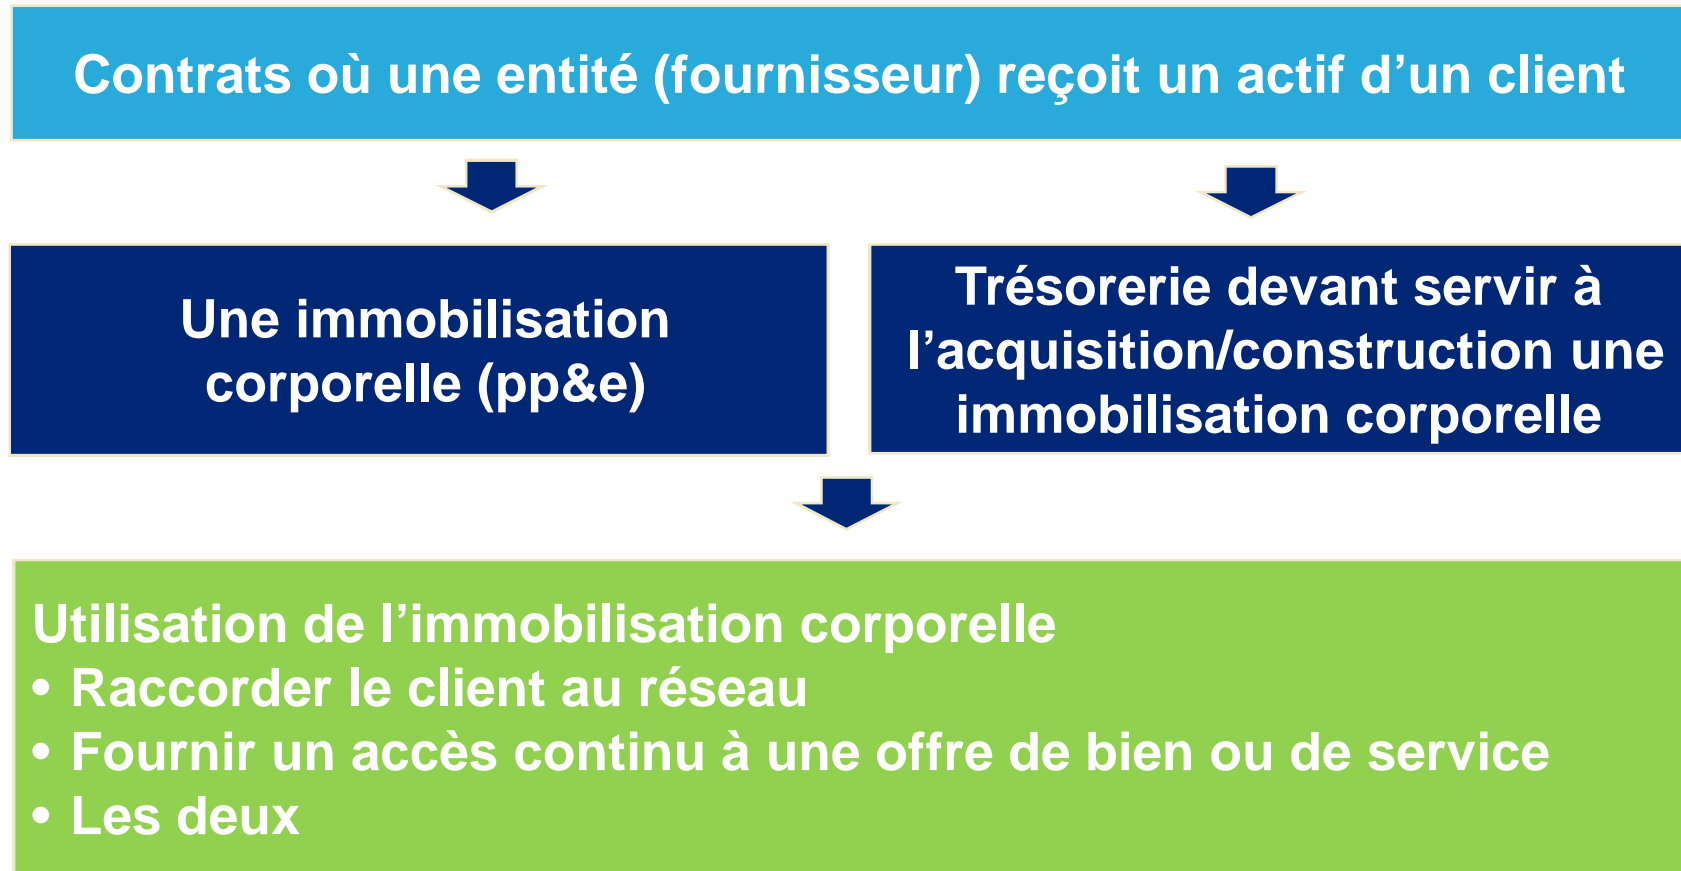 Contrats où une entité (fournisseur) reçoit un actif d’un client
Une immobilisation
corporelle (pp&e)
Trésorerie devant servir à
l’acquisition/construction une
immobilisation corporelle
Utilisation de l’immobilisation corporelle
• Raccorder le client au réseau
• Fournir un accès continu à une offre de bien ou de service
• Les deux